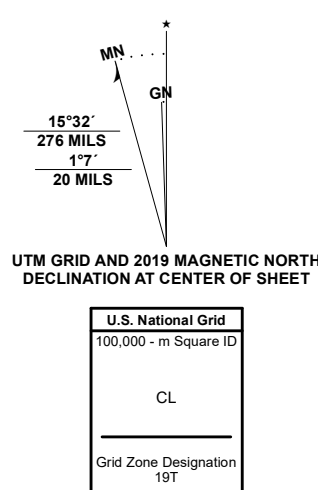 ★
MN
GN
15°32´
276 MILS
1°7´
20 MILS
UTM GRID AND 2019 MAGNETIC NORTH
DECLINATION AT CENTER OF SHEET
U.S. National Grid
100,000 - m Square ID
CL
Grid Zone Designation
19T